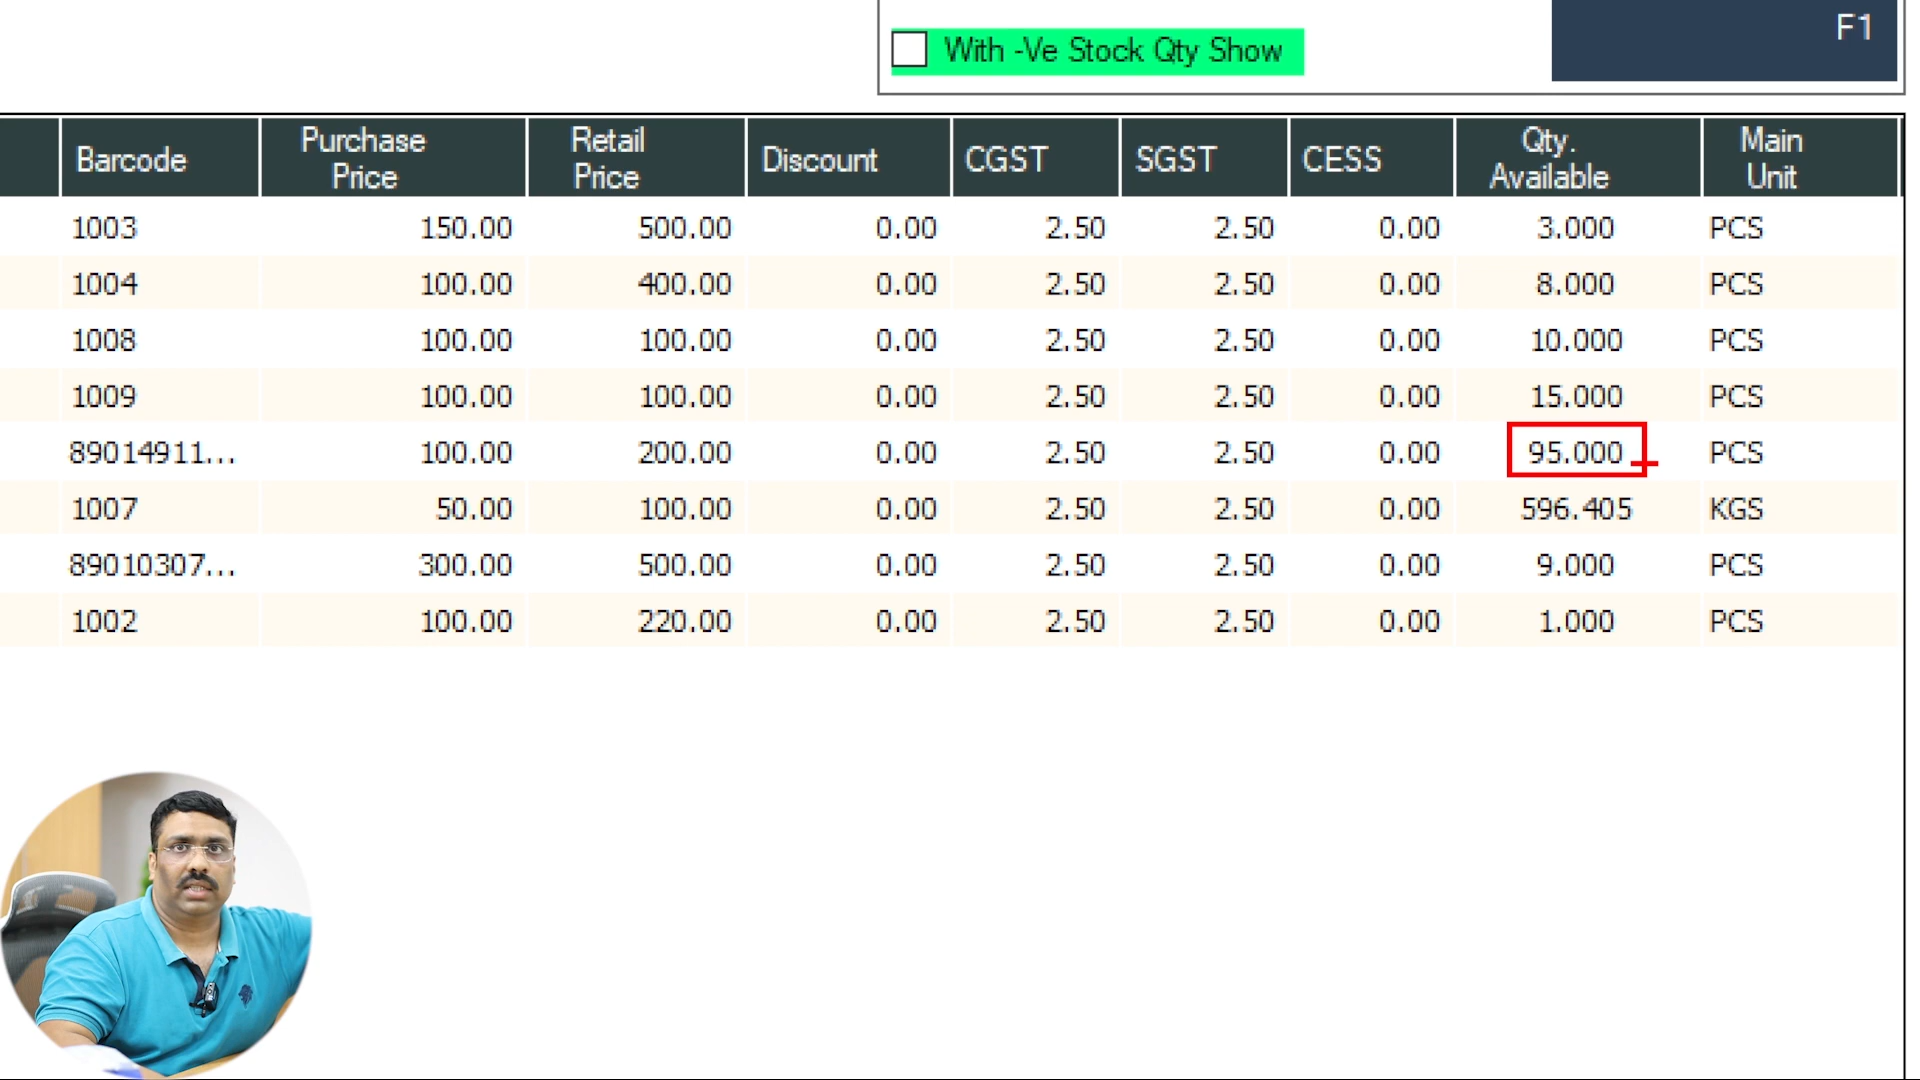 F1
With -Ve Stock Qty Show
Barcode Purchase Price Retail Price Discount CGST SGST CESS Qty. Available Main Unit
1003 150.00 500.00 0.00 2.50 2.50 0.00 3.000 PCS
1004 100.00 400.00 0.00 2.50 2.50 0.00 8.000 PCS
1008 100.00 100.00 0.00 2.50 2.50 0.00 10.000 PCS
1009 100.00 100.00 0.00 2.50 2.50 0.00 15.000 PCS
89014911... 100.00 200.00 0.00 2.50 2.50 0.00 95.000 PCS
1007 50.00 100.00 0.00 2.50 2.50 0.00 596.405 KGS
89010307... 300.00 500.00 0.00 2.50 2.50 0.00 9.000 PCS
1002 100.00 220.00 0.00 2.50 2.50 0.00 1.000 PCS